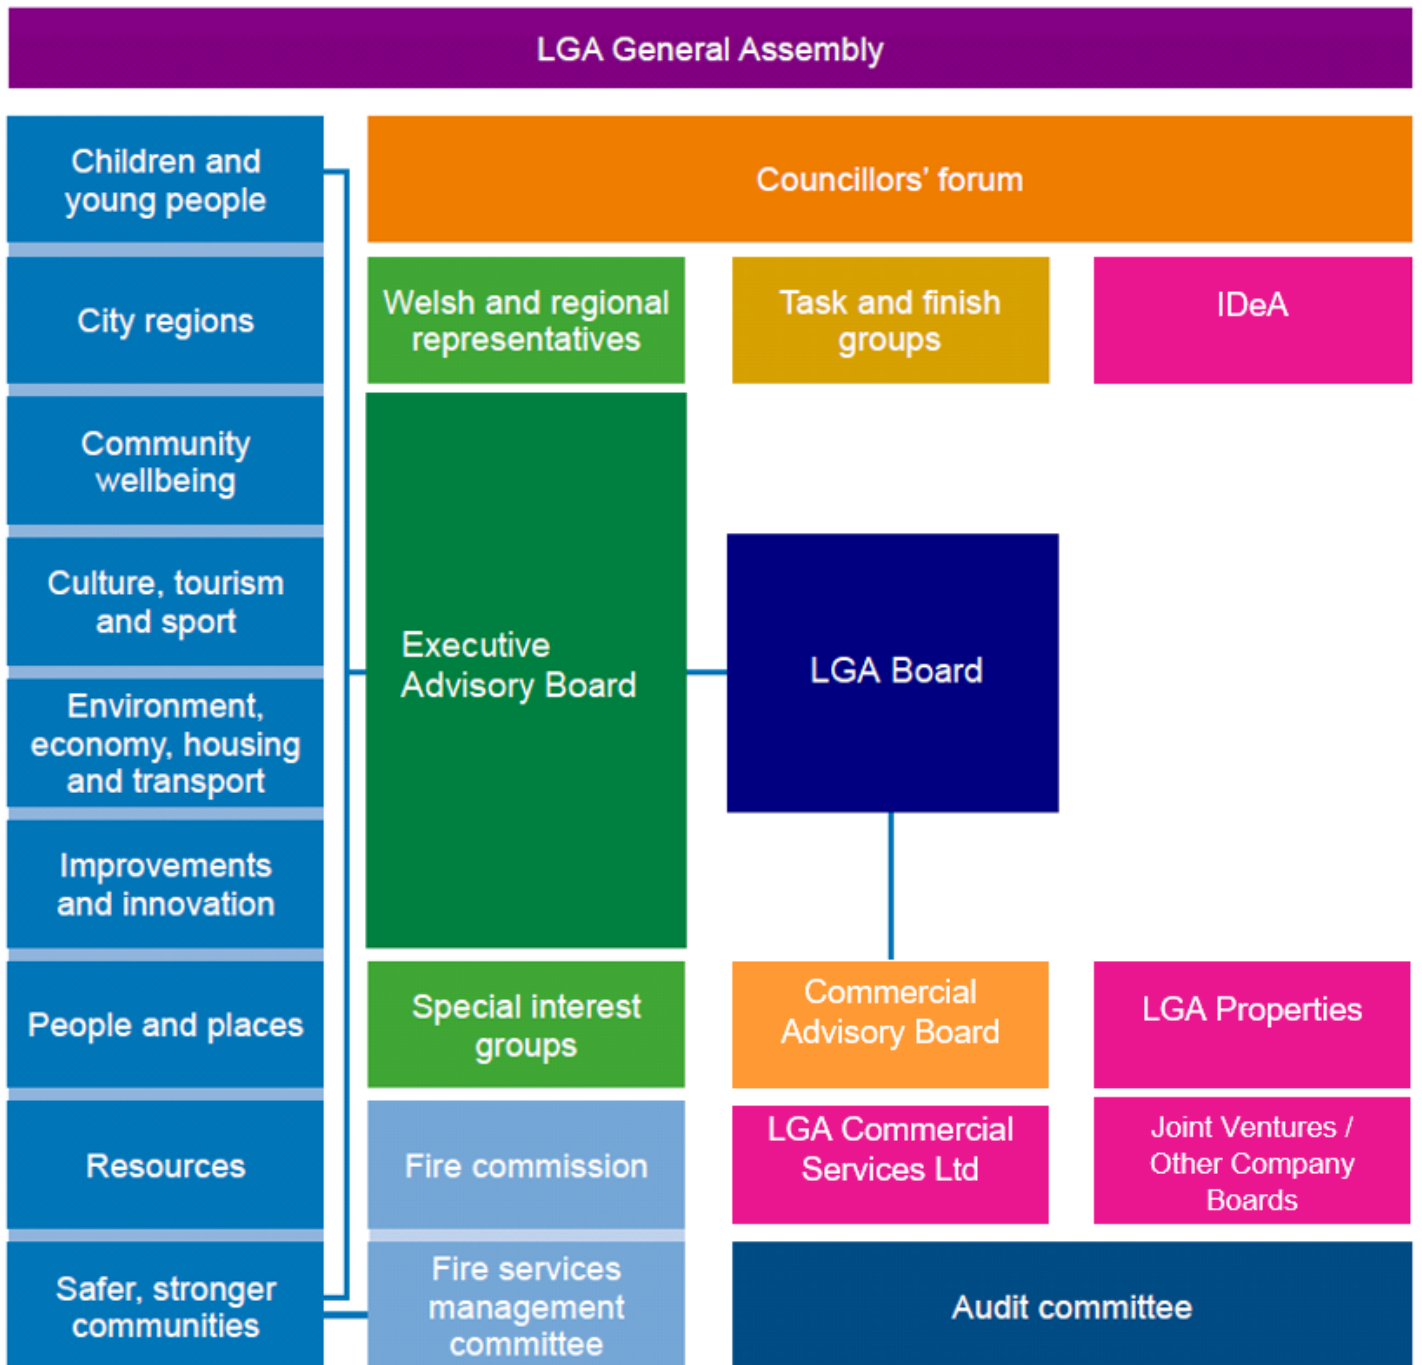 LGA General Assembly
Children and
young people
City regions
Community
wellbeing
Culture, tourism
and sport
Environment,
economy, housing
and transport
Improvements
and innovation
People and places
Resources
Safer, stronger
communities
Councillors’ forum
Welsh and regional
representatives
Task and finish
groups
IDeA
Executive
Advisory Board
LGA Board
Special interest
groups
Commercial
Advisory Board
LGA Properties
Fire commission
LGA Commercial
Services Ltd
Joint Ventures /
Other Company
Boards
Fire services
management
committee
Audit committee